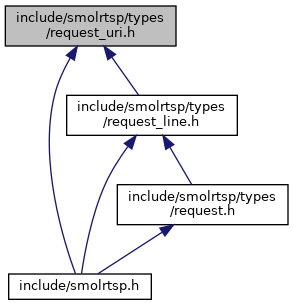 include/smolrtsp/types
/request_uri.h
include/smolrtsp/types
/request_line.h
include/smolrtsp/types
/request.h
include/smolrtsp.h